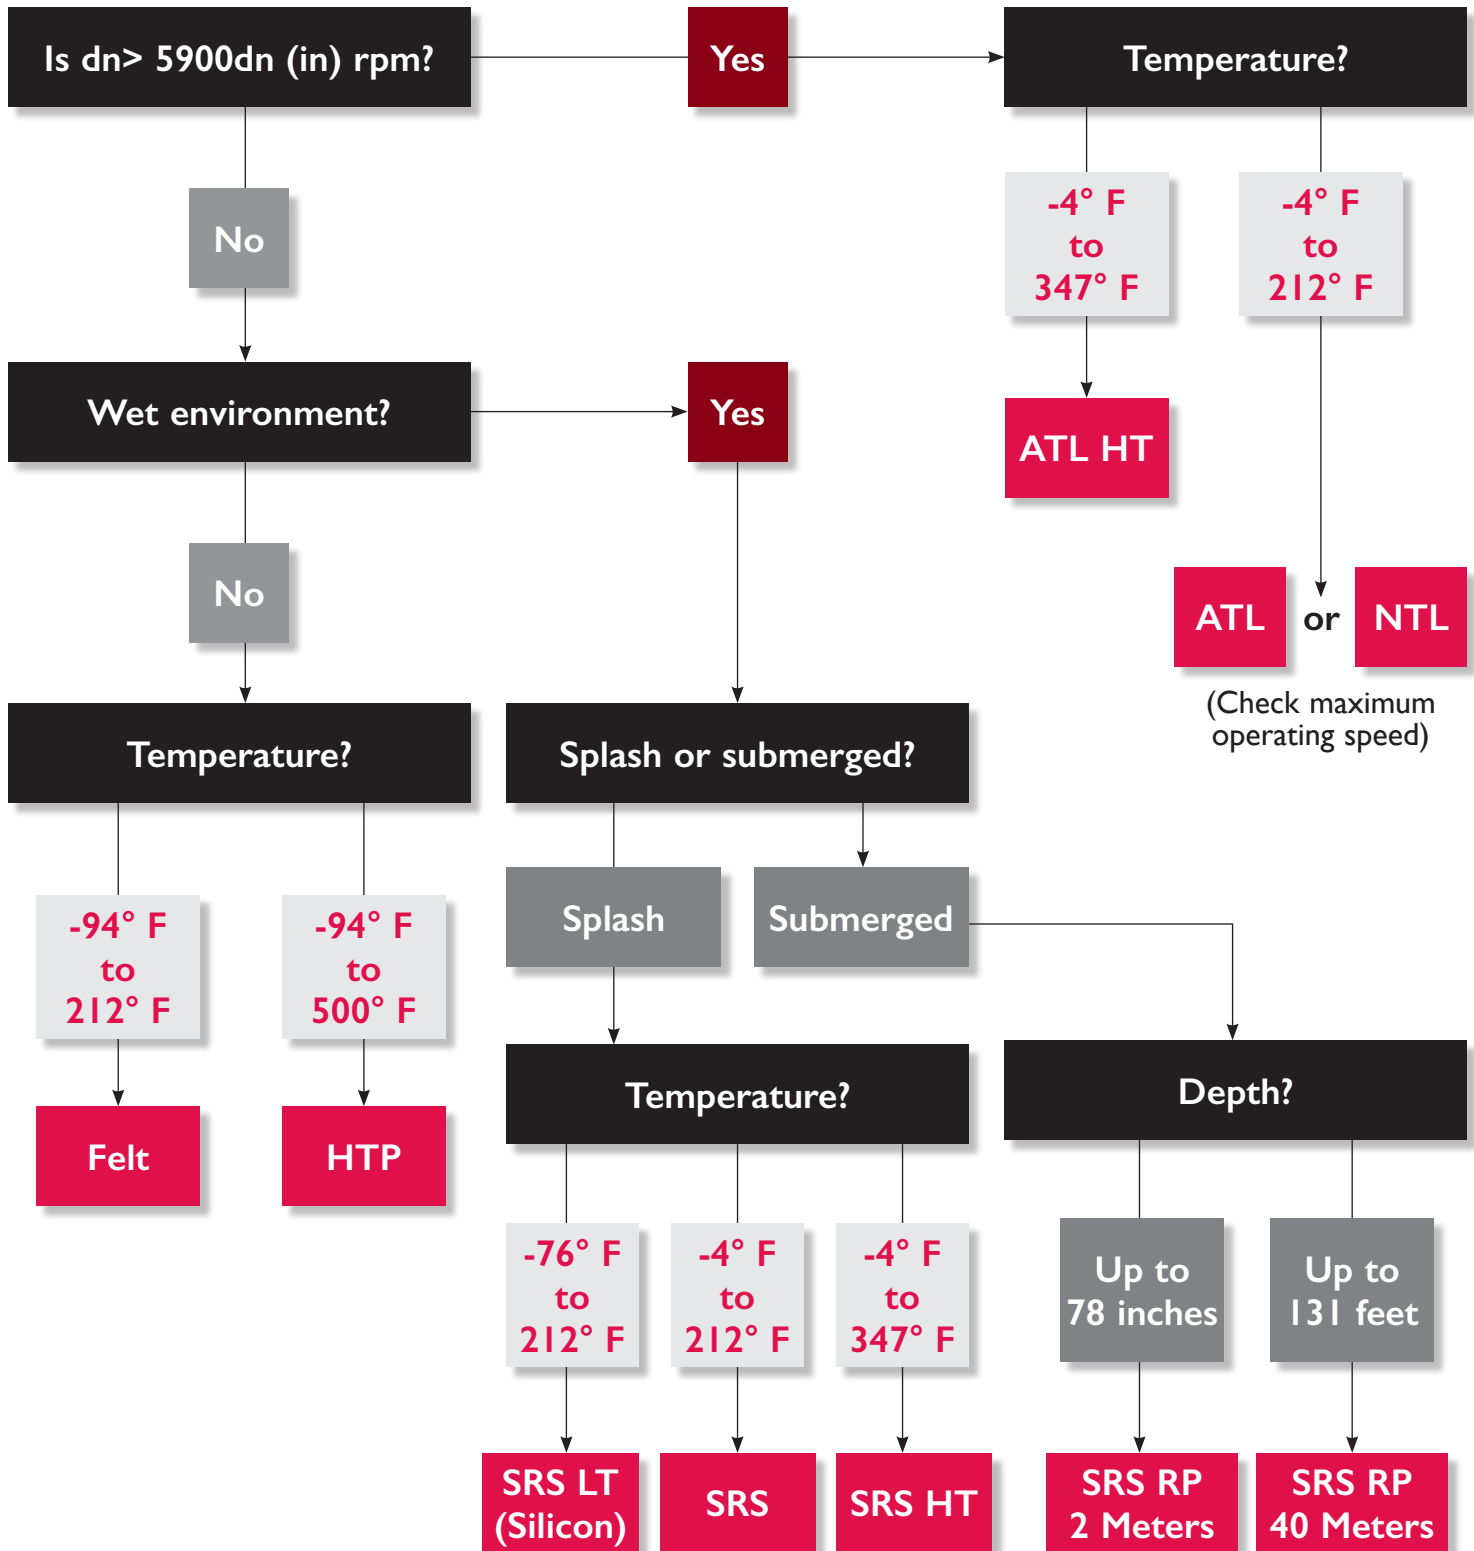 Is dn> 5900dn (in) rpm?
Yes
Temperature?
-4° F
to
347° F
-4° F
to
212° F
No
Wet environment?
Yes
ATL HT
No
ATL or NTL
(Check maximum
operating speed)
Temperature?
Splash or submerged?
-94° F
to
212° F
-94° F
to
500° F
Splash
Submerged
Felt
HTP
Temperature?
Depth?
-76° F
to
212° F
-4° F
to
212° F
-4° F
to
347° F
Up to
78 inches
Up to
131 feet
SRS LT
(Silicon)
SRS
SRS HT
SRS RP
2 Meters
SRS RP
40 Meters